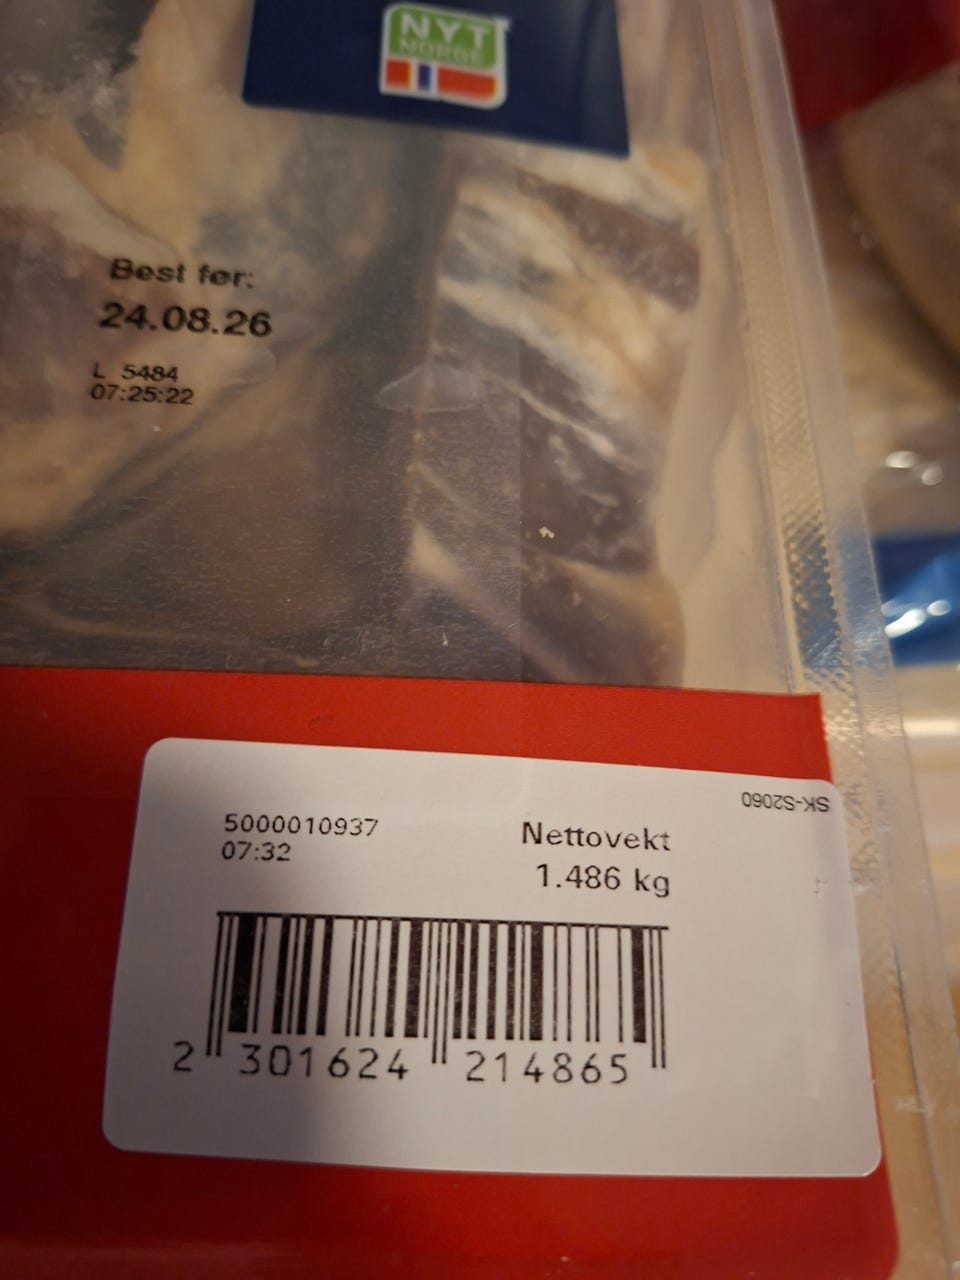 NYT
NORGE
Best før:
24.08.26
L 5484
07:25:22
SK-S2060
5000010937
07:32
Nettovekt
1.486 kg
2 301624 214865